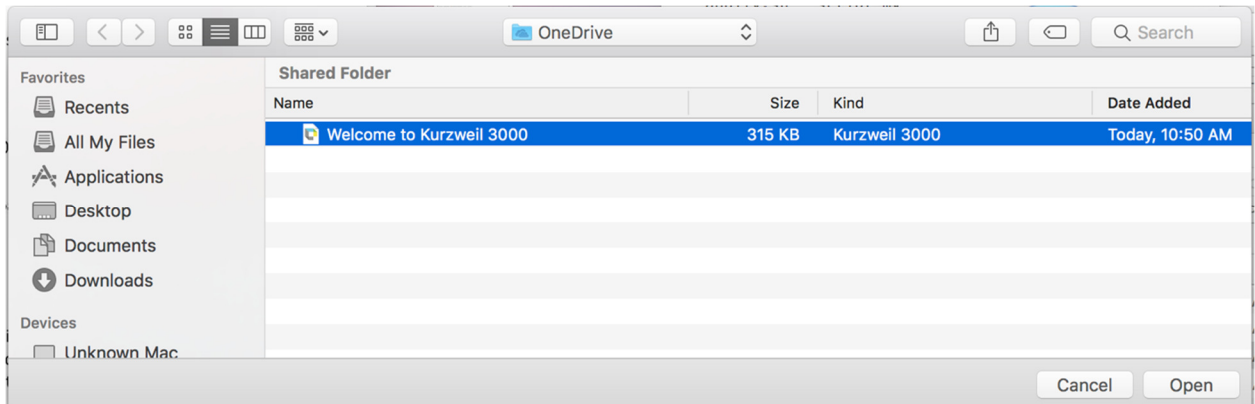 OneDrive
Search
Favorites
Recents
All My Files
Applications
Desktop
Documents
Downloads
Devices
Unknown Mac
Shared Folder
Name Size Kind Date Added
Welcome to Kurzweil 3000 315 KB Kurzweil 3000 Today, 10:50 AM
Cancel Open